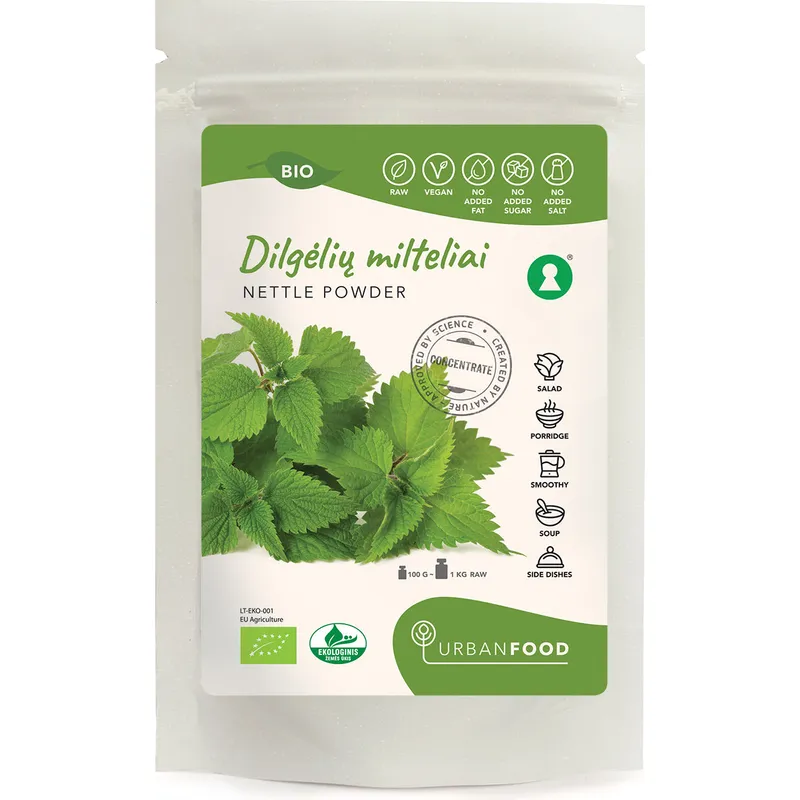 BIO
RAW
VEGAN
NO
ADDED
FAT
NO
ADDED
SUGAR
NO
ADDED
SALT
Dilgėlių milteliai
NETTLE POWDER
®
APPROVED BY SCIENCE • CREATED BY NATURE
CONCENTRATE
SALAD
PORRIDGE
SMOOTHY
SOUP
SIDE DISHES
100 G ~ 1 KG RAW
LT-EKO-001
EU Agriculture
EKOLOGINIS
ŽEMĖS ŪKIS
URBANFOOD